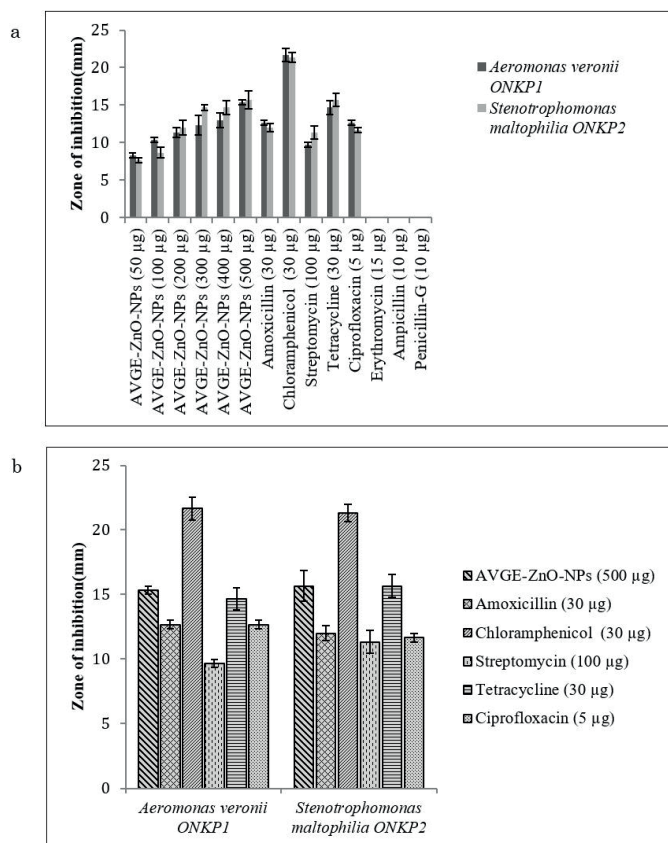 a
Zone of inhibition(mm)
25
20
15
10
5
0
AVGE-ZnO-NPs (50 µg)
AVGE-ZnO-NPs (100 µg)
AVGE-ZnO-NPs (200 µg)
AVGE-ZnO-NPs (300 µg)
AVGE-ZnO-NPs (400 µg)
AVGE-ZnO-NPs (500 µg)
Amoxicillin (30 µg)
Chloramphenicol (30 µg)
Streptomycin (100 µg)
Tetracycline (30 µg)
Ciprofloxacin (5 µg)
Erythromycin (15 µg)
Ampicillin (10 µg)
Penicillin-G (10 µg)
Aeromonas veronii
ONKP1
Stenotrophomonas
maltophilia ONKP2
b
Zone of inhibition(mm)
25
20
15
10
5
0
Aeromonas veronii
ONKP1
Stenotrophomonas
maltophilia ONKP2
AVGE-ZnO-NPs (500 µg)
Amoxicillin (30 µg)
Chloramphenicol (30 µg)
Streptomycin (100 µg)
Tetracycline (30 µg)
Ciprofloxacin (5 µg)